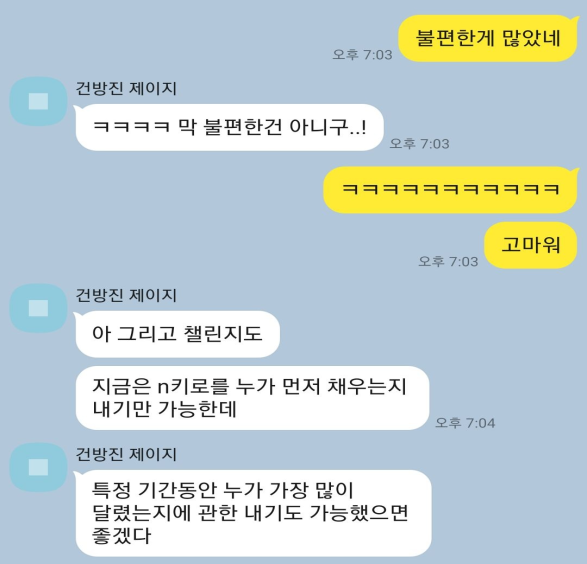 불편한게 많았네
오후 7:03
건방진 제이지
ㅋㅋㅋㅋ 막 불편한건 아니구..!
오후 7:03
ㅋㅋㅋㅋㅋㅋㅋㅋㅋㅋㅋ
고마워
오후 7:03
건방진 제이지
아 그리고 챌린지도
지금은 n키로를 누가 먼저 채우는지
내기만 가능한데
오후 7:04
건방진 제이지
특정 기간동안 누가 가장 많이
달렸는지에 관한 내기도 가능했으면
좋겠다